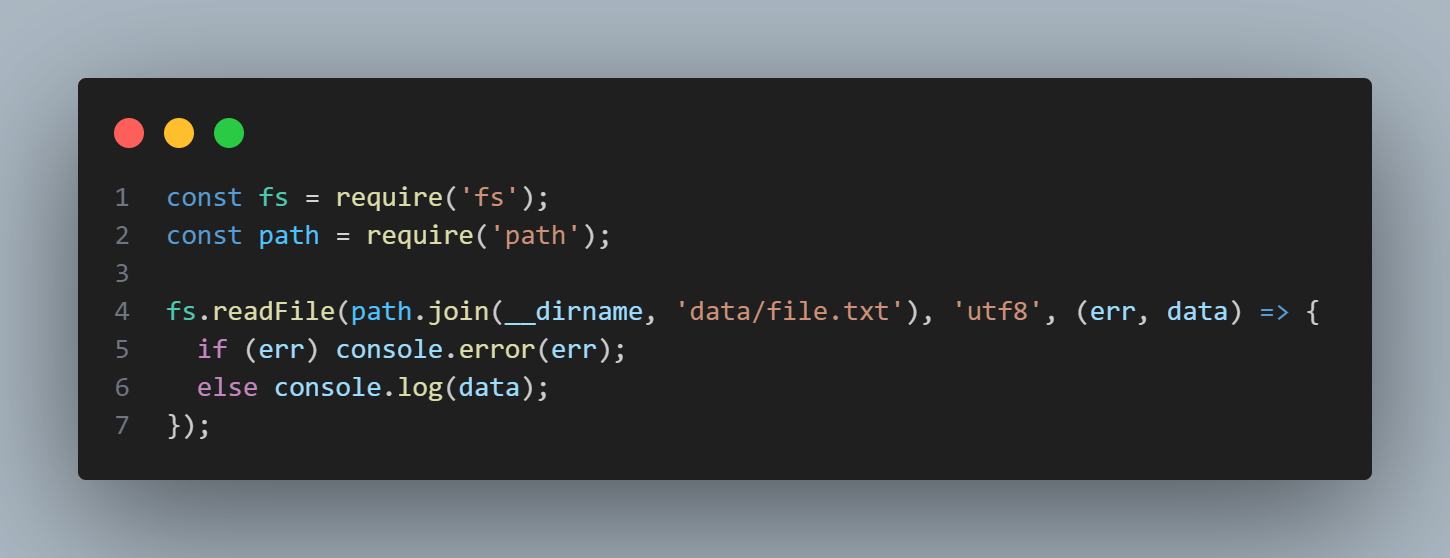 1 const fs = require('fs');
2 const path = require('path');
3
4 fs.readFile(path.join(__dirname, 'data/file.txt'), 'utf8', (err, data) => {
5   if (err) console.error(err);
6   else console.log(data);
7 });